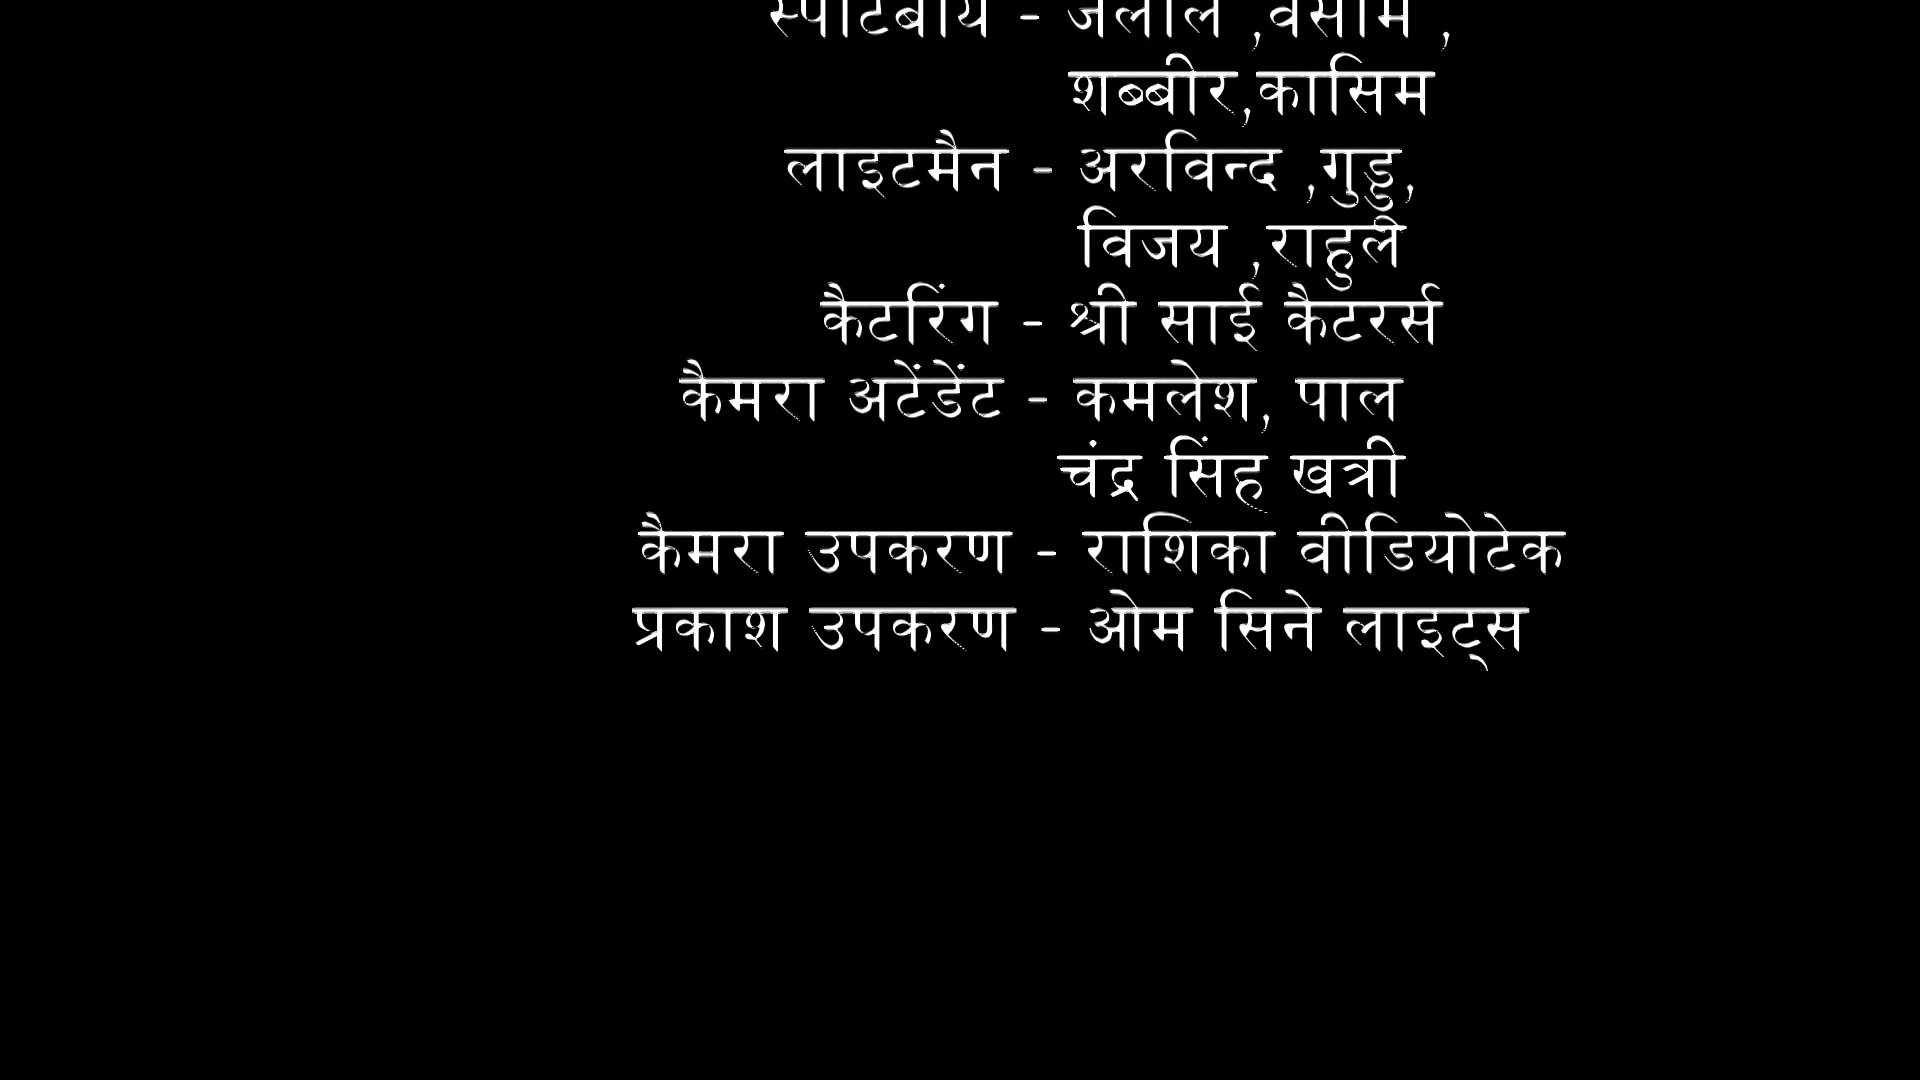 स्पोटबाय - जलाल ,वसीम ,
शब्बीर,कासिम
लाइटमैन - अरविन्द ,गुड्डु,
विजय ,राहुल
कैटरिंग - श्री साई कैटरर्स
कैमरा अटेंडेंट - कमलेश, पाल
चंद्र सिंह खत्री
कैमरा उपकरण - राशिका वीडियोटेक
प्रकाश उपकरण - ओम सिने लाइट्स